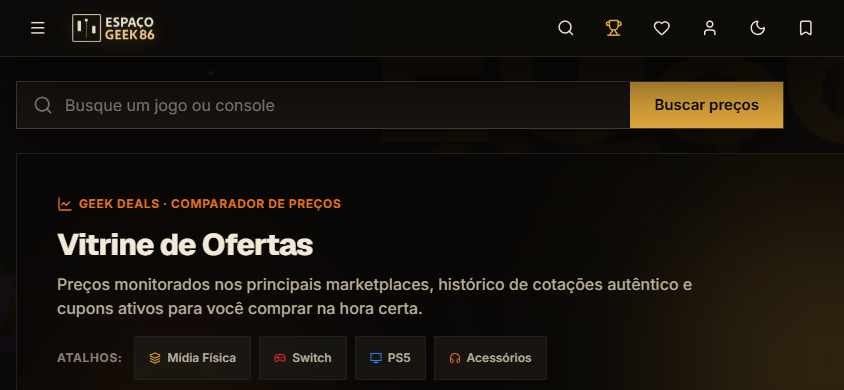 ESPAÇO
GEEK 86
Busque um jogo ou console
Buscar preços
GEEK DEALS · COMPARADOR DE PREÇOS
Vitrine de Ofertas
Preços monitorados nos principais marketplaces, histórico de cotações autêntico e
cupons ativos para você comprar na hora certa.
ATALHOS: Mídia Física Switch PS5 Acessórios